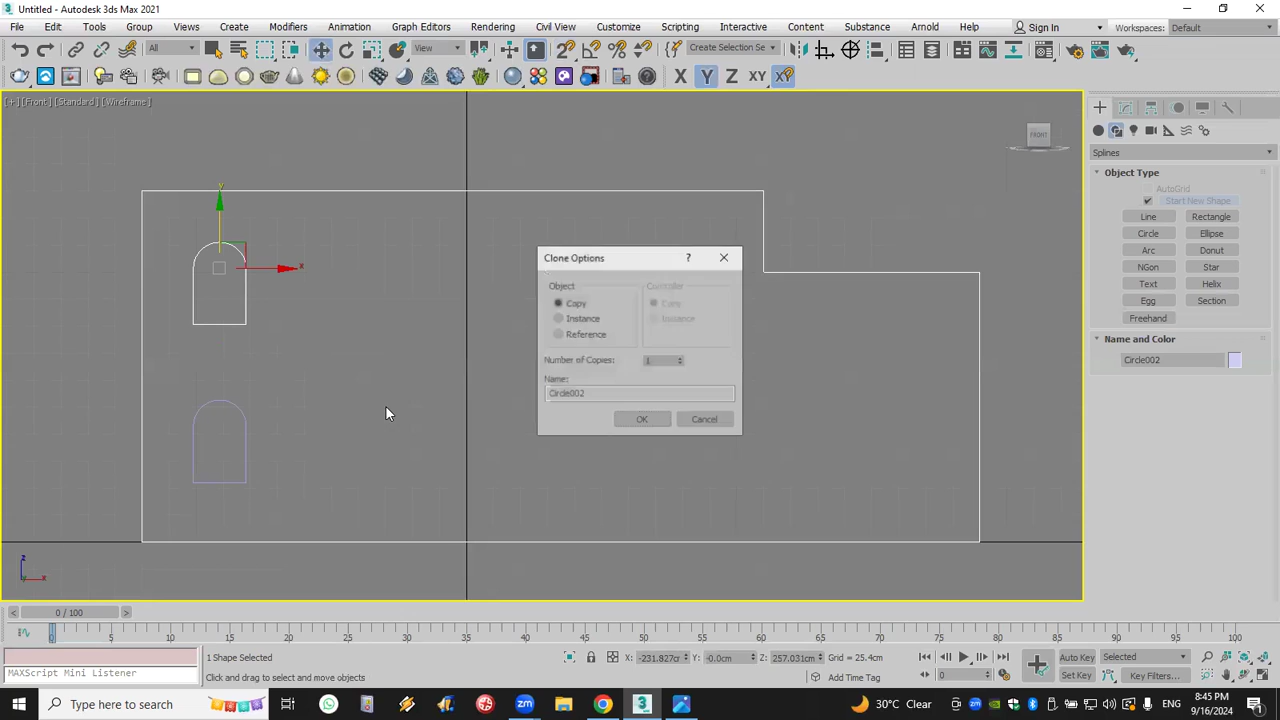 Untitled - Autodesk 3ds Max 2021
File Edit Tools Group Views Create Modifiers Animation Graph Editors Rendering Civil View Customize Scripting Interactive Content Substance Arnold Help Sign In Workspaces: Default
All View Create Selection Se
X Y Z XY XY
[+] [Front] [Standard] [Wireframe]
FRONT
Splines
Object Type
AutoGrid
Start New Shape
Line Rectangle
Circle Ellipse
Arc Donut
NGon Star
Text Helix
Egg Section
Freehand
Name and Color
Circle002
y
x
Clone Options ?
Object Controller
Copy Copy
Instance Instance
Reference
Number of Copies: 1
Name:
Circle002
OK Cancel
z
x
0 / 100
0 5 10 15 20 25 30 35 40 45 50 55 60 65 70 75 80 85 90 95 100
1 Shape Selected
X: -231.827cr Y: -0.0cm Z: 257.031cm Grid = 25.4cm
Auto Key Selected
MAXScript Mini Listener
Click and drag to select and move objects
Add Time Tag
0
Set Key Key Filters...
Type here to search
zm
3
30°C Clear
ENG
8:45 PM
9/16/2024